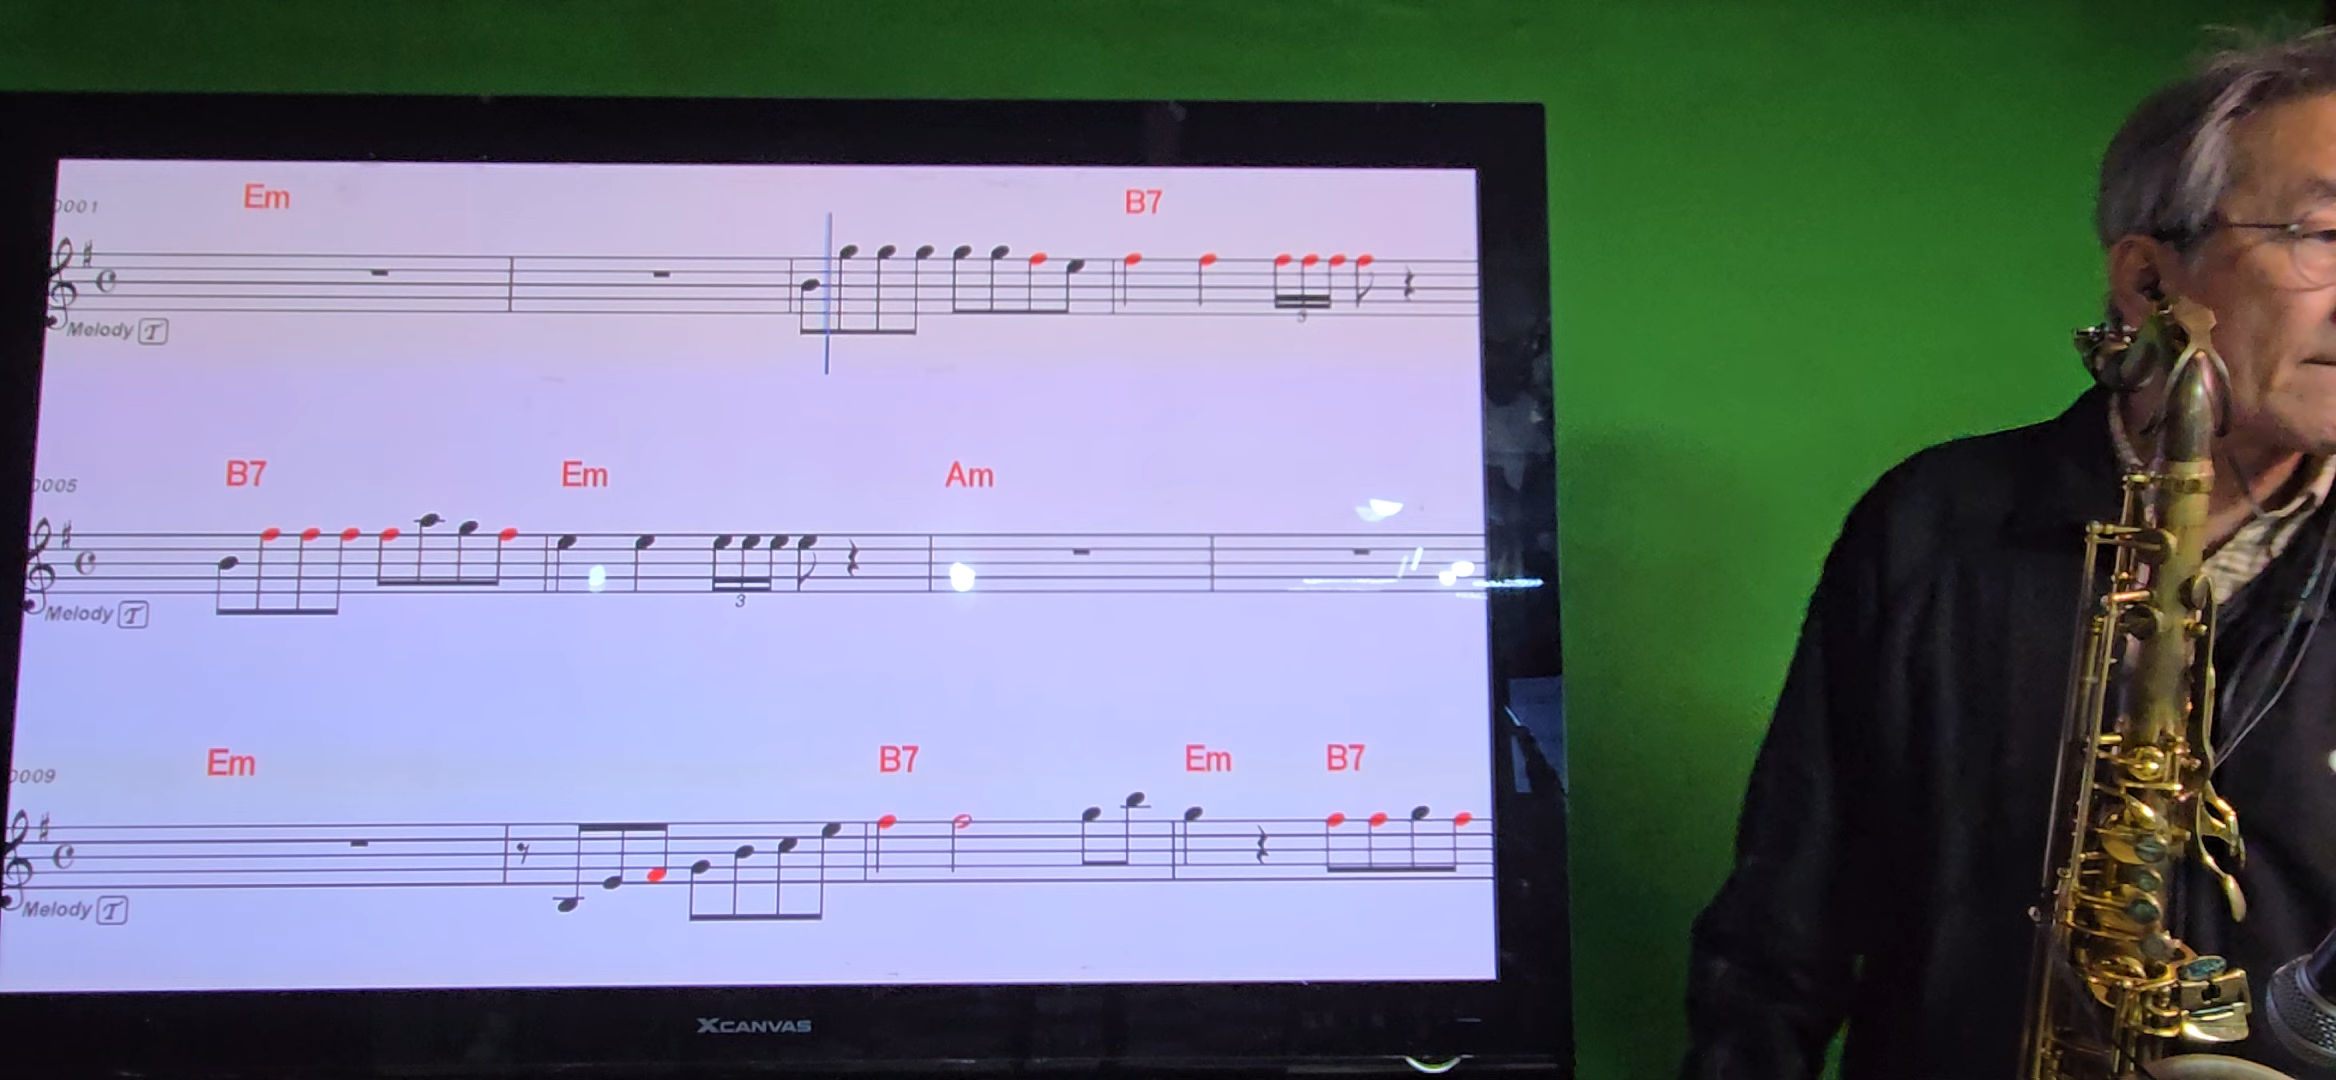 Em B7
0001
Melody T
3
B7 Em Am
0005
3
Melody T
Em B7 Em B7
0009
Melody T
XCANVAS